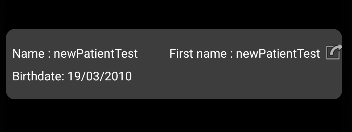 Name : newPatientTest First name : newPatientTest
Birthdate: 19/03/2010